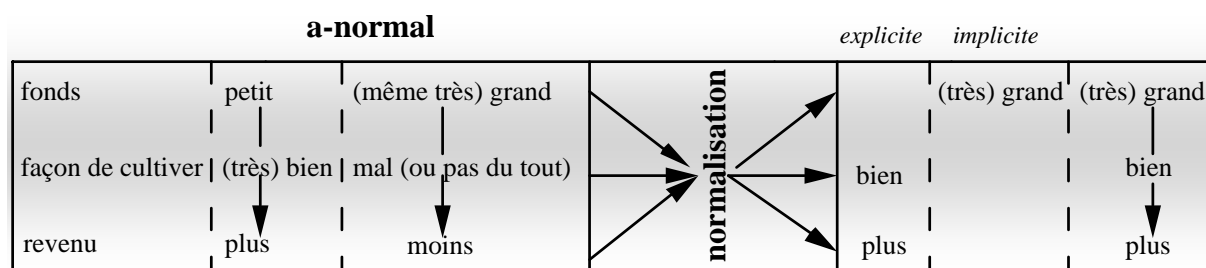 a-normal
explicite implicite
fonds petit (même très) grand (très) grand (très) grand
normalisation
façon de cultiver (très) bien mal (ou pas du tout) bien bien
revenu plus moins plus plus